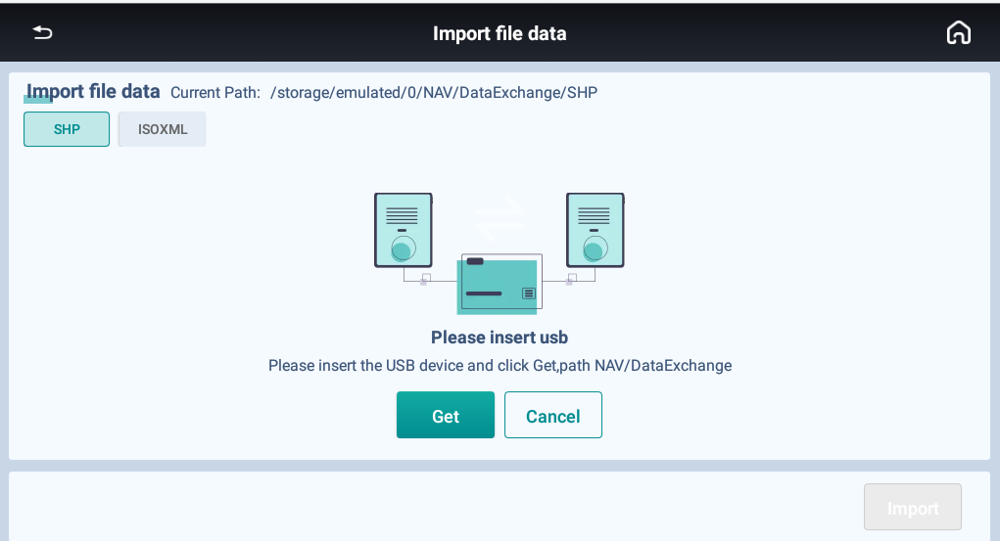 Import file data
Import file data Current Path: /storage/emulated/0/NAV/DataExchange/SHP
SHP ISOXML
Please insert usb
Please insert the USB device and click Get,path NAV/DataExchange
Get Cancel
Import